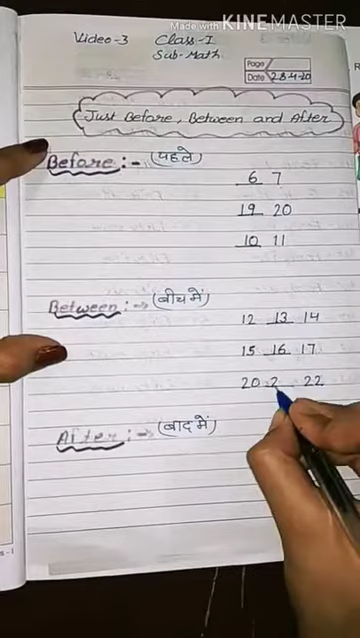 Made with KINEMASTER
Video-3 Class-I
Sub-Math
Page
Date 28-4-20
Just Before, Between and After
Before :- (पहले)
6 7
19 20
10 11
Between :-> (बीच में)
12 13 14
15 16 17
20 2 22
After :-> (बाद में)